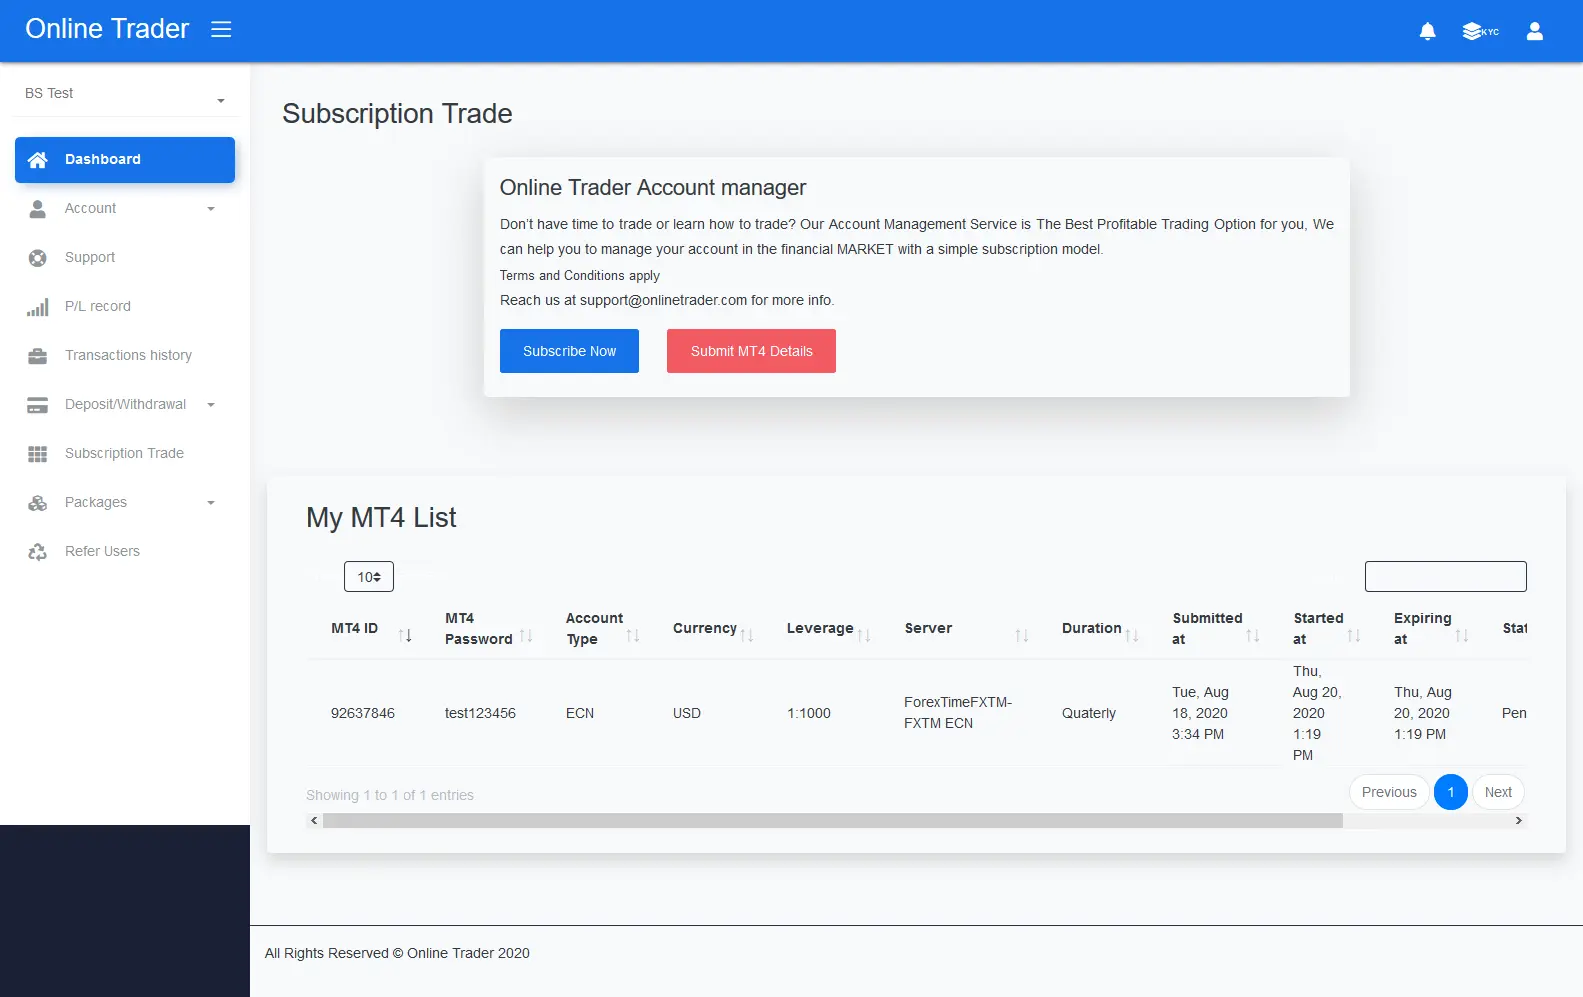 Online Trader
KYC
BS Test
Dashboard
Account
Support
P/L record
Transactions history
Deposit/Withdrawal
Subscription Trade
Packages
Refer Users
Subscription Trade
Online Trader Account manager
Don't have time to trade or learn how to trade? Our Account Management Service is The Best Profitable Trading Option for you, We
can help you to manage your account in the financial MARKET with a simple subscription model.
Terms and Conditions apply
Reach us at support@onlinetrader.com for more info.
Subscribe Now
Submit MT4 Details
My MT4 List
10
MT4 ID
MT4
Password
Account
Type
Currency
Leverage
Server
Duration
Submitted
at
Started
at
Expiring
at
Stat
92637846
test123456
ECN
USD
1:1000
ForexTimeFXTM-
FXTM ECN
Quaterly
Tue, Aug
18, 2020
3:34 PM
Thu,
Aug 20,
2020
1:19
PM
Thu, Aug
20, 2020
1:19 PM
Pen
Showing 1 to 1 of 1 entries
Previous
1
Next
All Rights Reserved © Online Trader 2020